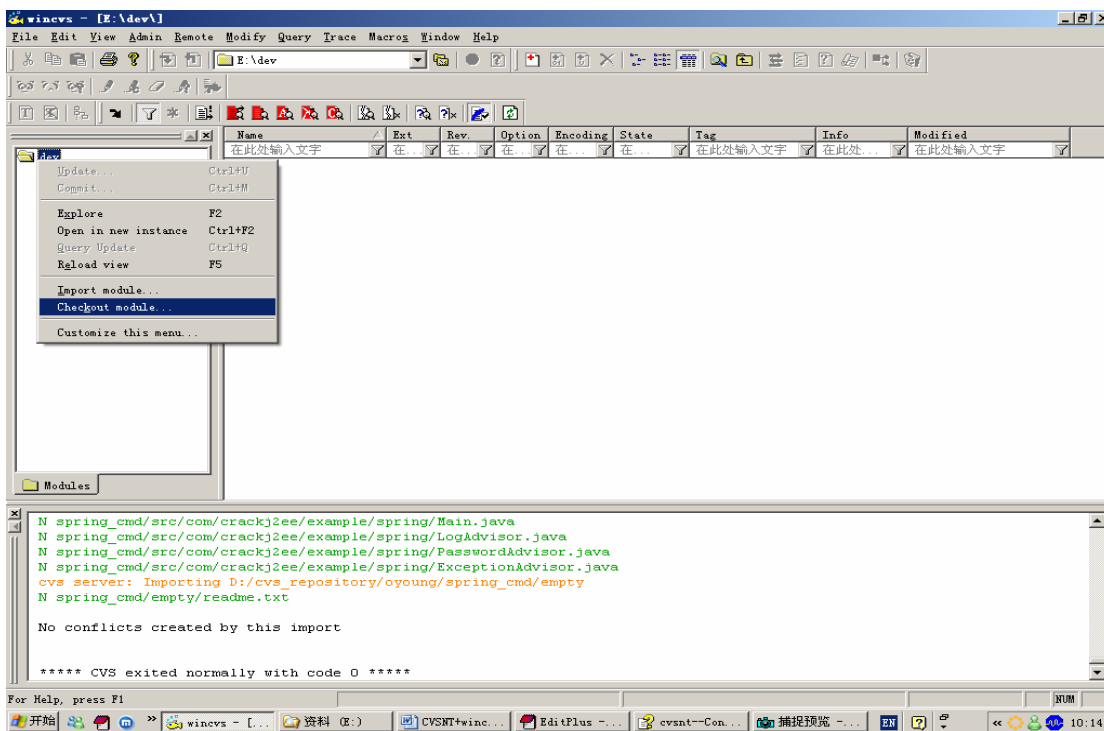 wincvs - [E:\dev\]
File Edit View Admin Remote Modify Query Trace Macros Window Help
E:\dev
Name Ext Rev. Option Encoding State Tag Info Modified
在此处输入文字 在... 在... 在... 在... 在... 在此处输入文字 在此处... 在此处输入文字
dev
Update... Ctrl+U
Commit... Ctrl+M
Explore F2
Open in new instance Ctrl+F2
Query Update Ctrl+Q
Reload view F5
Import module...
Checkout module...
Customize this menu...
Modules
N spring_cmd/src/com/crackj2ee/example/spring/Main.java
N spring_cmd/src/com/crackj2ee/example/spring/LogAdvisor.java
N spring_cmd/src/com/crackj2ee/example/spring/PasswordAdvisor.java
N spring_cmd/src/com/crackj2ee/example/spring/ExceptionAdvisor.java
cvs server: Importing D:/cvs_repository/oyoung/spring_cmd/empty
N spring_cmd/empty/readme.txt
No conflicts created by this import
***** CVS exited normally with code 0 *****
For Help, press F1 NUM
开始 » wincvs - [... 资料 (E:) CVSNT+winc... EditPlus -... cvsnt--Con... 捕捉预览 -... EN « 10:14